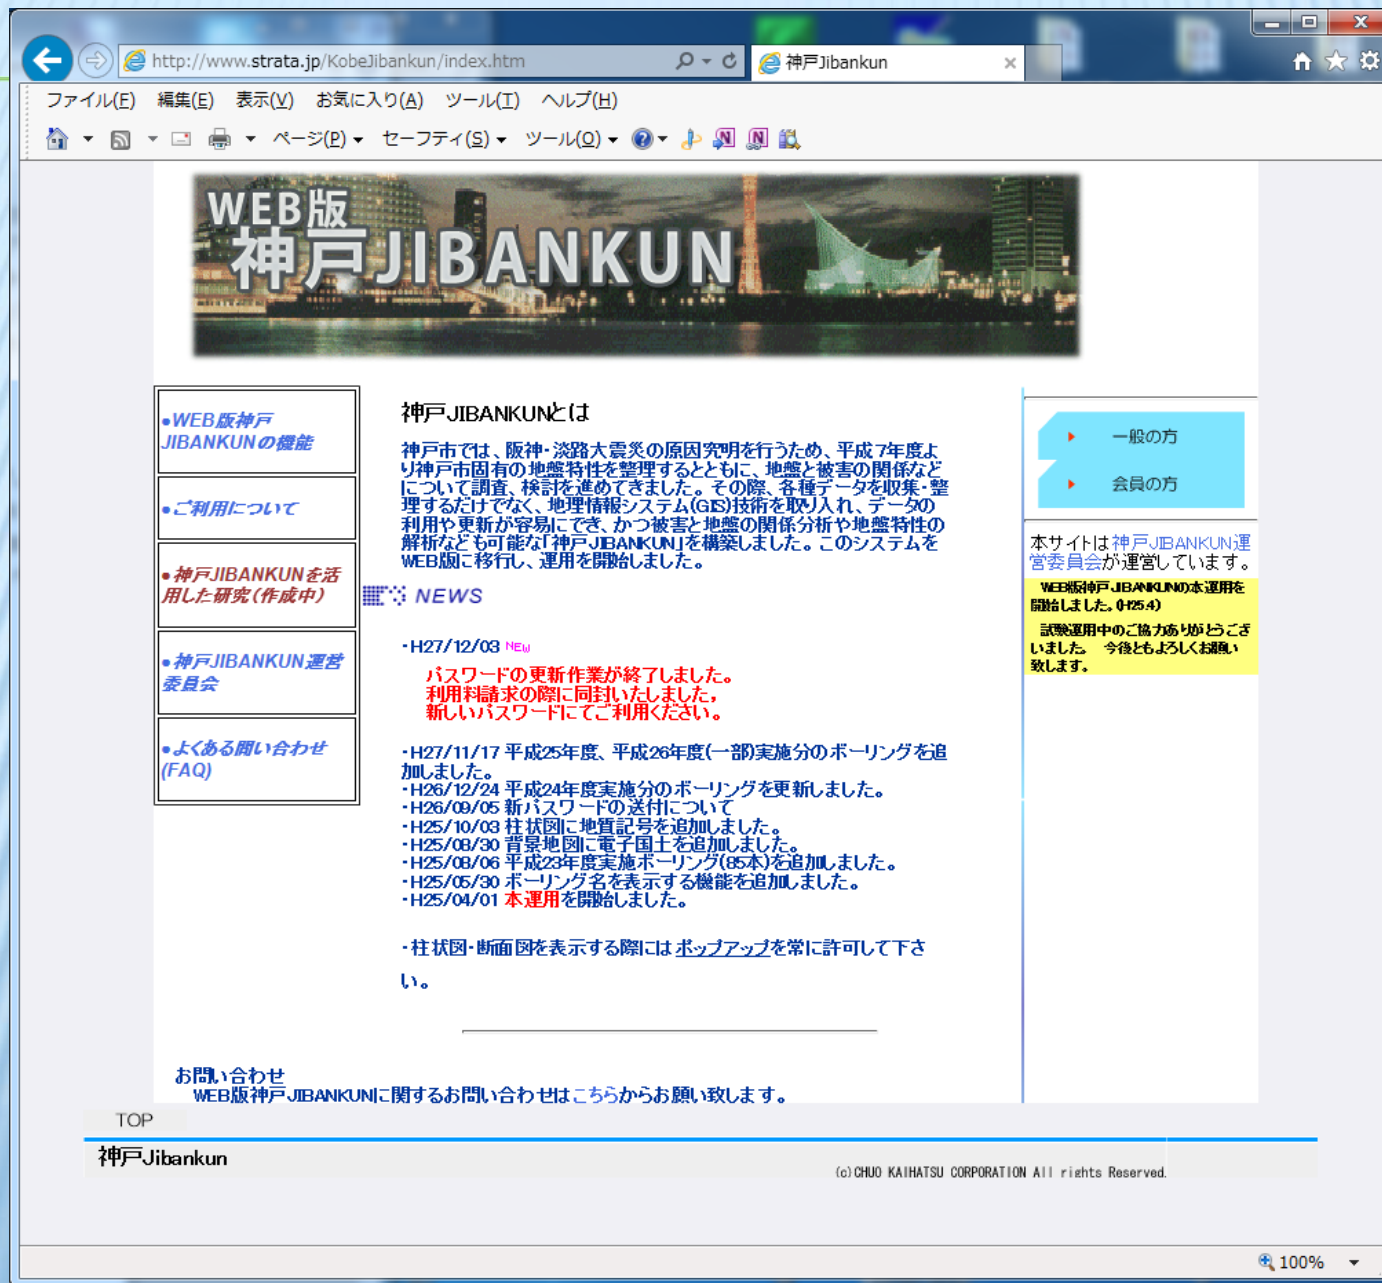 http://www.strata.jp/KobeJibankun/index.htm
神戸Jibankun
ファイル(F) 編集(E) 表示(V) お気に入り(A) ツール(T) ヘルプ(H)
ページ(P) セーフティ(S) ツール(O)
WEB版
神戸JIBANKUN
●WEB版神戸
JIBANKUNの機能
●ご利用について
●神戸JIBANKUNを活
用した研究(作成中)
●神戸JIBANKUN運営
委員会
●よくある問い合わせ
(FAQ)
神戸JIBANKUNとは
神戸市では、阪神・淡路大震災の原因究明を行うため、平成7年度よ
り神戸市固有の地盤特性を整理するとともに、地盤と被害の関係など
について調査、検討を進めてきました。その際、各種データを収集・整
理するだけでなく、地理情報システム(GIS)技術を取り入れ、データの
利用や更新が容易にでき、かつ被害と地盤の関係分析や地盤特性の
解析なども可能な「神戸JIBANKUN」を構築しました。このシステムを
WEB版に移行し、運用を開始しました。
NEWS
・H27/12/03 NEW
パスワードの更新作業が終了しました。
利用料請求の際に同封いたしました、
新しいパスワードにてご利用ください。
・H27/11/17 平成25年度、平成26年度(一部)実施分のボーリングを追
加しました。
・H26/12/24 平成24年度実施分のボーリングを更新しました。
・H26/09/05 新パスワードの送付について
・H25/10/03 柱状図に地質記号を追加しました。
・H25/08/30 背景地図に電子国土を追加しました。
・H25/08/06 平成23年度実施ボーリング(85本)を追加しました。
・H25/05/30 ボーリング名を表示する機能を追加しました。
・H25/04/01 本運用を開始しました。
・柱状図・断面図を表示する際にはポップアップを常に許可して下さ
い。
一般の方
会員の方
本サイトは神戸JIBANKUN運
営委員会が運営しています。
WEB版神戸JIBANKUNの本運用を
開始しました。(H25.4)
試験運用中のご協力ありがとうござ
いました。 今後ともよろしくお願い
致します。
お問い合わせ
WEB版神戸JIBANKUNに関するお問い合わせはこちらからお願い致します。
TOP
神戸Jibankun
(c)CHUO KAIHATSU CORPORATION All rights Reserved.
100%